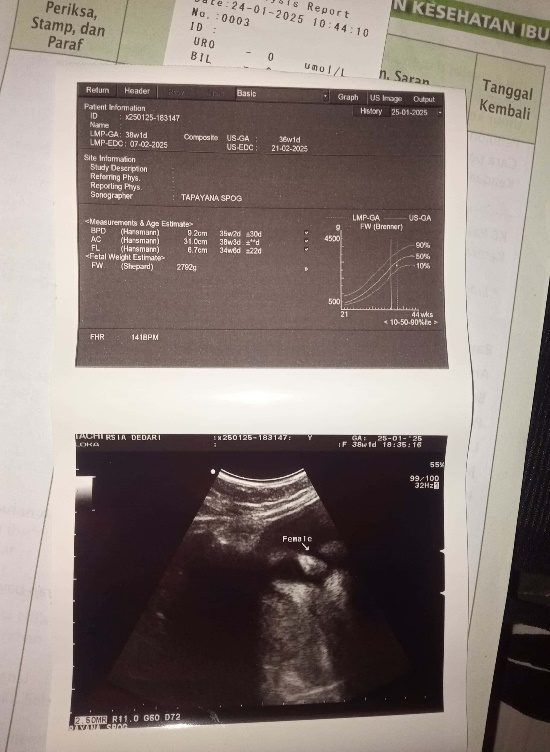 Periksa,
Stamp, dan
Paraf
ysis Report
Date:24-01-2025 10:44:10
No.:0003
ID :
URO - 0 umol/L
BIL
N KESEHATAN IBU
n, Saran
Tanggal
Kembali
Return Header Basic Graph US Image Output
Patient Information History 25-01-2025
ID : x250125-183147
Name
LMP-GA: 38w1d Composite US-GA : 36w1d
LMP-EDC: 07-02-2025 US-EDC: 21-02-2025
Site Information
Study Description :
Referring Phys.
Reporting Phys.
Sonographer : TAPAYANA SPOG
<Measurements & Age Estimate>
BPD (Hansmann) 9.2cm 35w2d ±30d
AC (Hansmann) 31.0cm 38w3d ±**d
FL (Hansmann) 6.7cm 34w6d ±22d
<Fetal Weight Estimate>
FW (Shepard) 2792g
LMP-GA US-GA
g FW (Brenner)
4500
90%
50%
10%
500
21 44 wks
< 10-50-90%ile >
FHR 141BPM
TACHI RSIA DEDARI :x250125-183147: Y GA: 25-01-'25
LOKA : :F 38w1d 18:35:16
55%
99/100
32Hz
Female
2.50MR R11.0 G60 D72
PAYANA SPOG